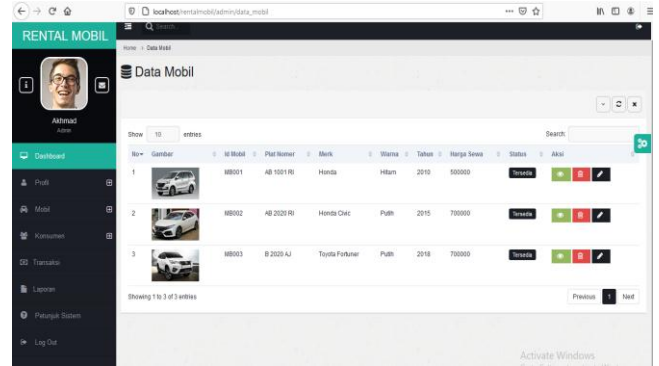 localhost/rentalmobil/admin/data_mobil
RENTAL MOBIL
Search...
Home > Data Mobil
Data Mobil
Akhmad
Admin
Show 10 entries
Search:
No Gambar Id Mobil Plat Nomer Merk Warna Tahun Harga Sewa Status Aksi
1 MB001 AB 1001 RI Honda Hitam 2010 500000 Tersedia
2 MB002 AB 2020 RI Honda Civic Putih 2015 700000 Tersedia
3 MB003 B 2020 AJ Toyota Fortuner Putih 2018 700000 Tersedia
Showing 1 to 3 of 3 entries
Previous 1 Next
Dashboard
Profil
Mobil
Konsumen
Transaksi
Laporan
Petunjuk Sistem
Log Out
Activate Windows